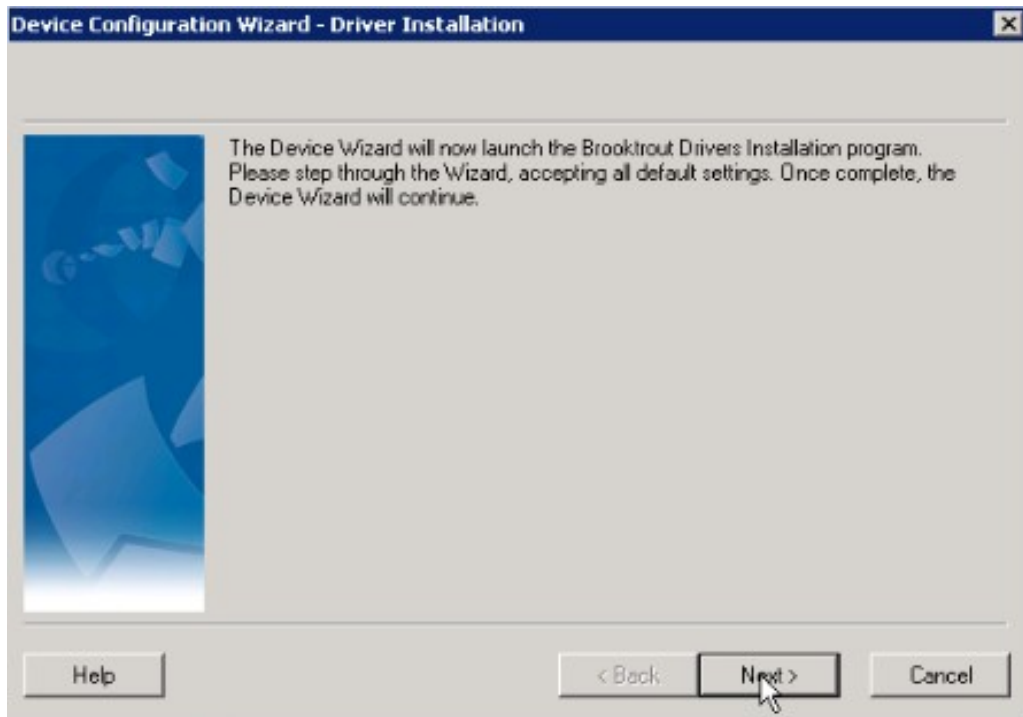 Device Configuration Wizard - Driver Installation
The Device Wizard will now launch the Brooktrout Drivers Installation program.
Please step through the Wizard, accepting all default settings. Once complete, the
Device Wizard will continue.
Help
< Back
Next >
Cancel